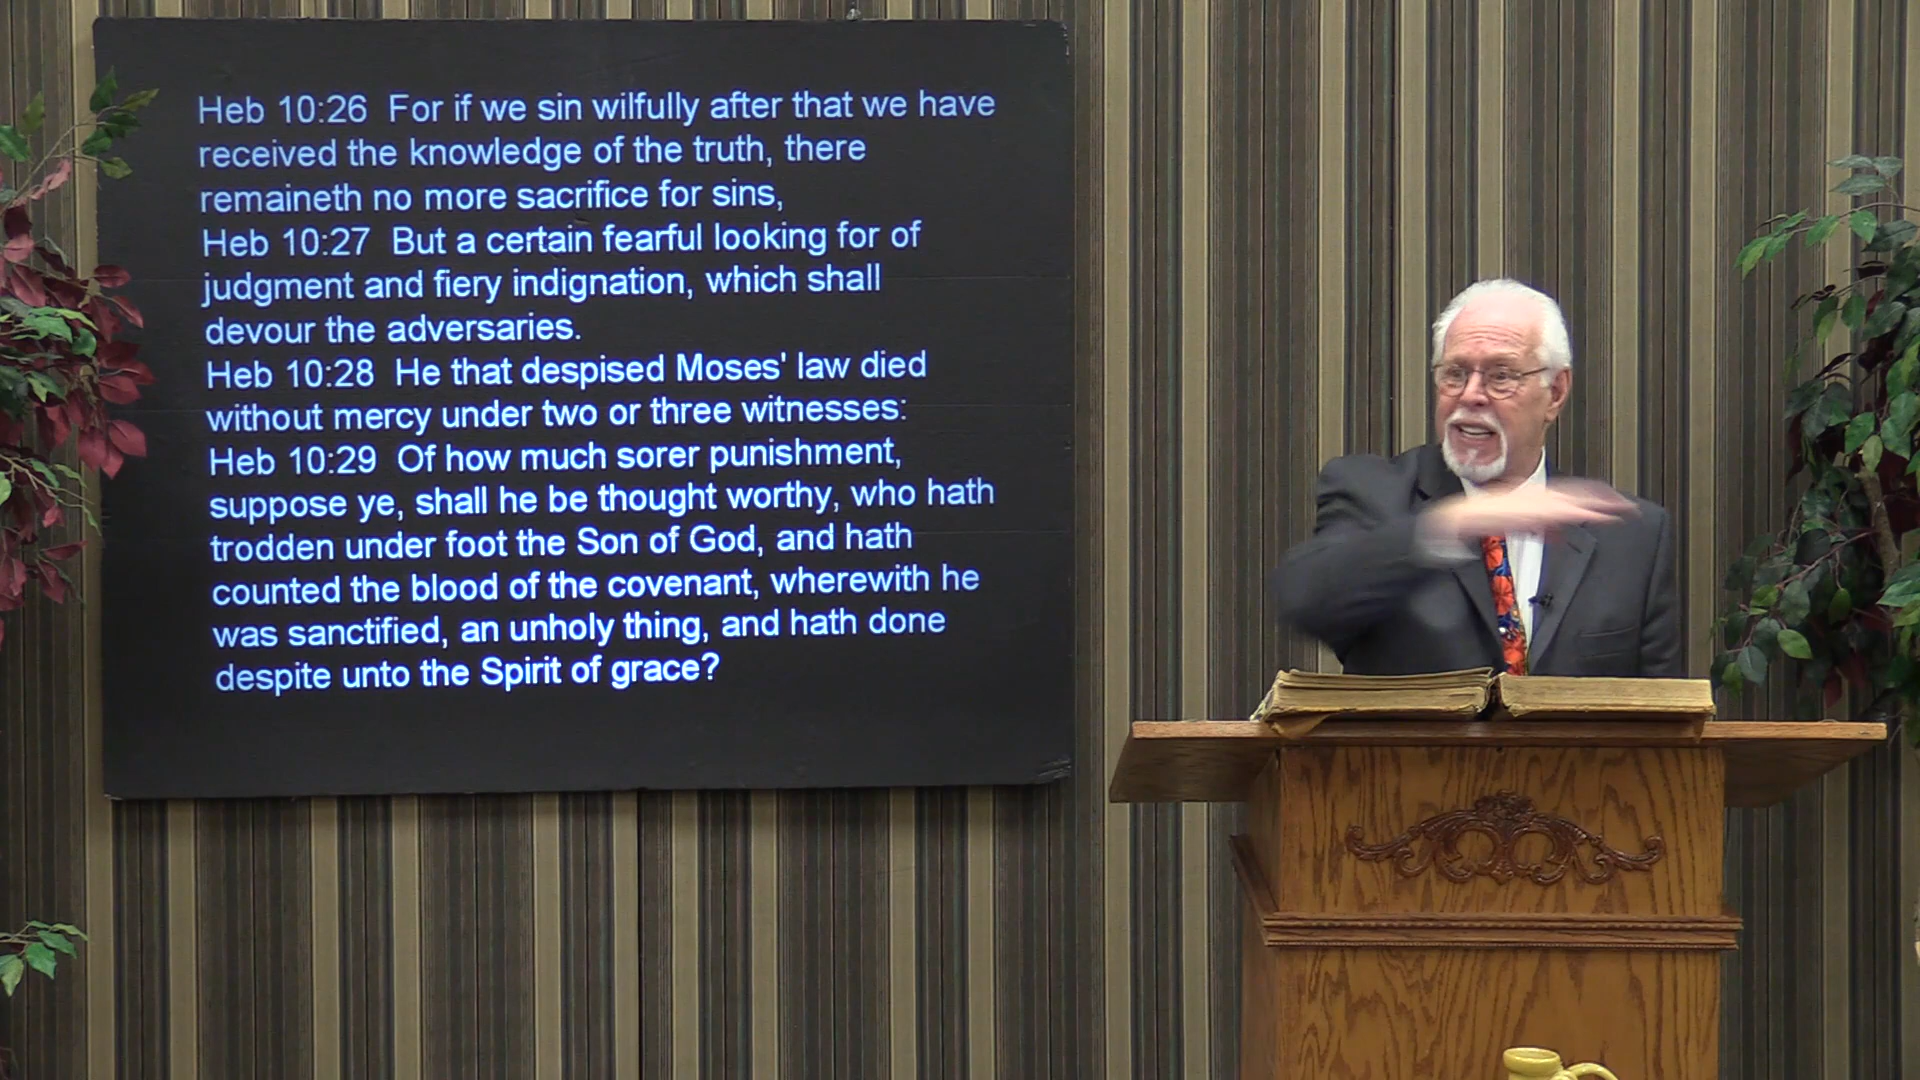 Heb 10:26  For if we sin wilfully after that we have
received the knowledge of the truth, there
remaineth no more sacrifice for sins,
Heb 10:27  But a certain fearful looking for of
judgment and fiery indignation, which shall
devour the adversaries.
Heb 10:28  He that despised Moses' law died
without mercy under two or three witnesses:
Heb 10:29  Of how much sorer punishment,
suppose ye, shall he be thought worthy, who hath
trodden under foot the Son of God, and hath
counted the blood of the covenant, wherewith he
was sanctified, an unholy thing, and hath done
despite unto the Spirit of grace?